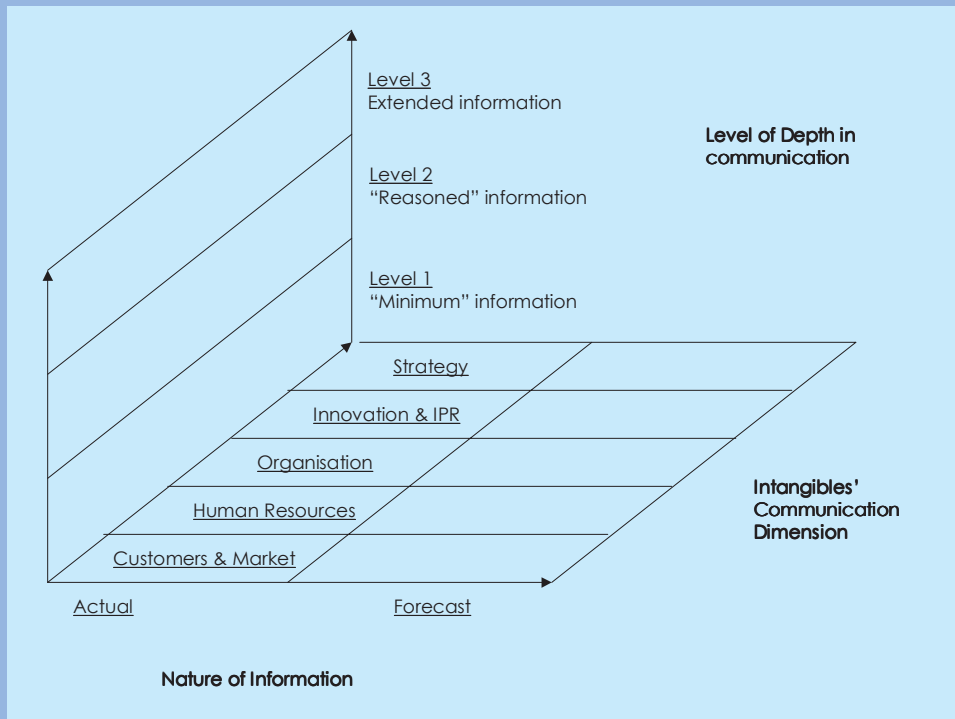 Level 3
Extended information
Level of Depth in
communication
Level 2
“Reasoned” information
Level 1
“Minimum” information
Strategy
Innovation & IPR
Organisation
Human Resources
Customers & Market
Intangibles’
Communication
Dimension
Actual
Forecast
Nature of Information